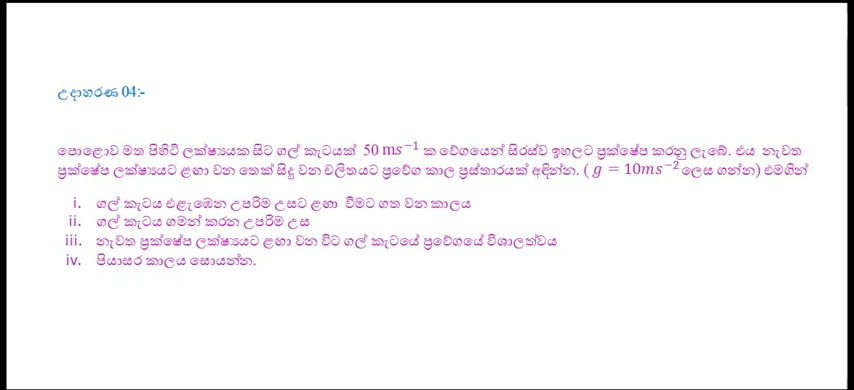 උදාහරණ 04:-
පොළොව මත පිහිටි ලක්ෂ්‍යයක සිට ගල් කැටයක් 50 ms⁻¹ ක වේගයෙන් සිරස්ව ඉහලට ප්‍රක්ෂේප කරනු ලැබේ. එය නැවත
ප්‍රක්ෂේප ලක්ෂ්‍යයට ළඟා වන තෙක් සිදු වන චලිතයට ප්‍රවේග කාල ප්‍රස්තාරයක් අඳින්න. ( g = 10ms⁻² ලෙස ගන්න) එමගින්
i. ගල් කැටය එළැඹෙන උපරිම උසට ළඟා වීමට ගත වන කාලය
ii. ගල් කැටය ගමන් කරන උපරිම උස
iii. නැවත ප්‍රක්ෂේප ලක්ෂ්‍යයට ළඟා වන විට ගල් කැටයේ ප්‍රවේගයේ විශාලත්වය
iv. පියාසර කාලය සොයන්න.